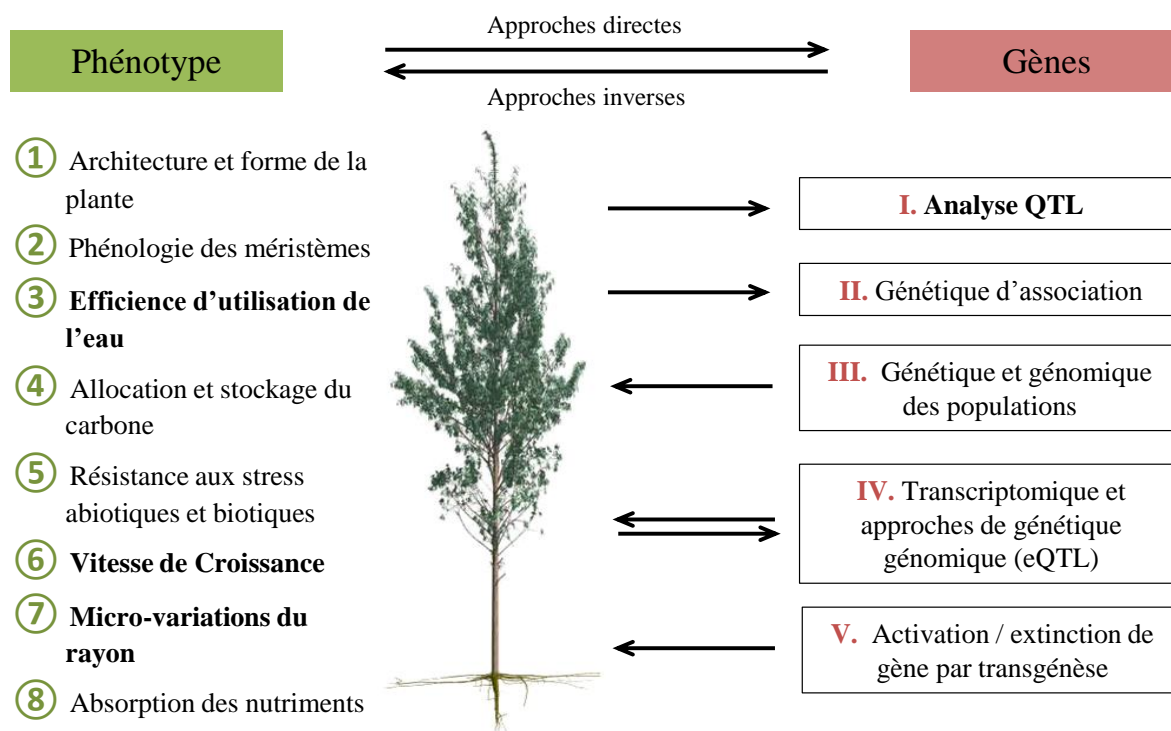 Approches directes
Phénotype
Gènes
Approches inverses
① Architecture et forme de la
plante
② Phénologie des méristèmes
③ Efficience d’utilisation de
l’eau
④ Allocation et stockage du
carbone
⑤ Résistance aux stress
abiotiques et biotiques
⑥ Vitesse de Croissance
⑦ Micro-variations du
rayon
⑧ Absorption des nutriments
I. Analyse QTL
II. Génétique d’association
III. Génétique et génomique
des populations
IV. Transcriptomique et
approches de génétique
génomique (eQTL)
V. Activation / extinction de
gène par transgénèse